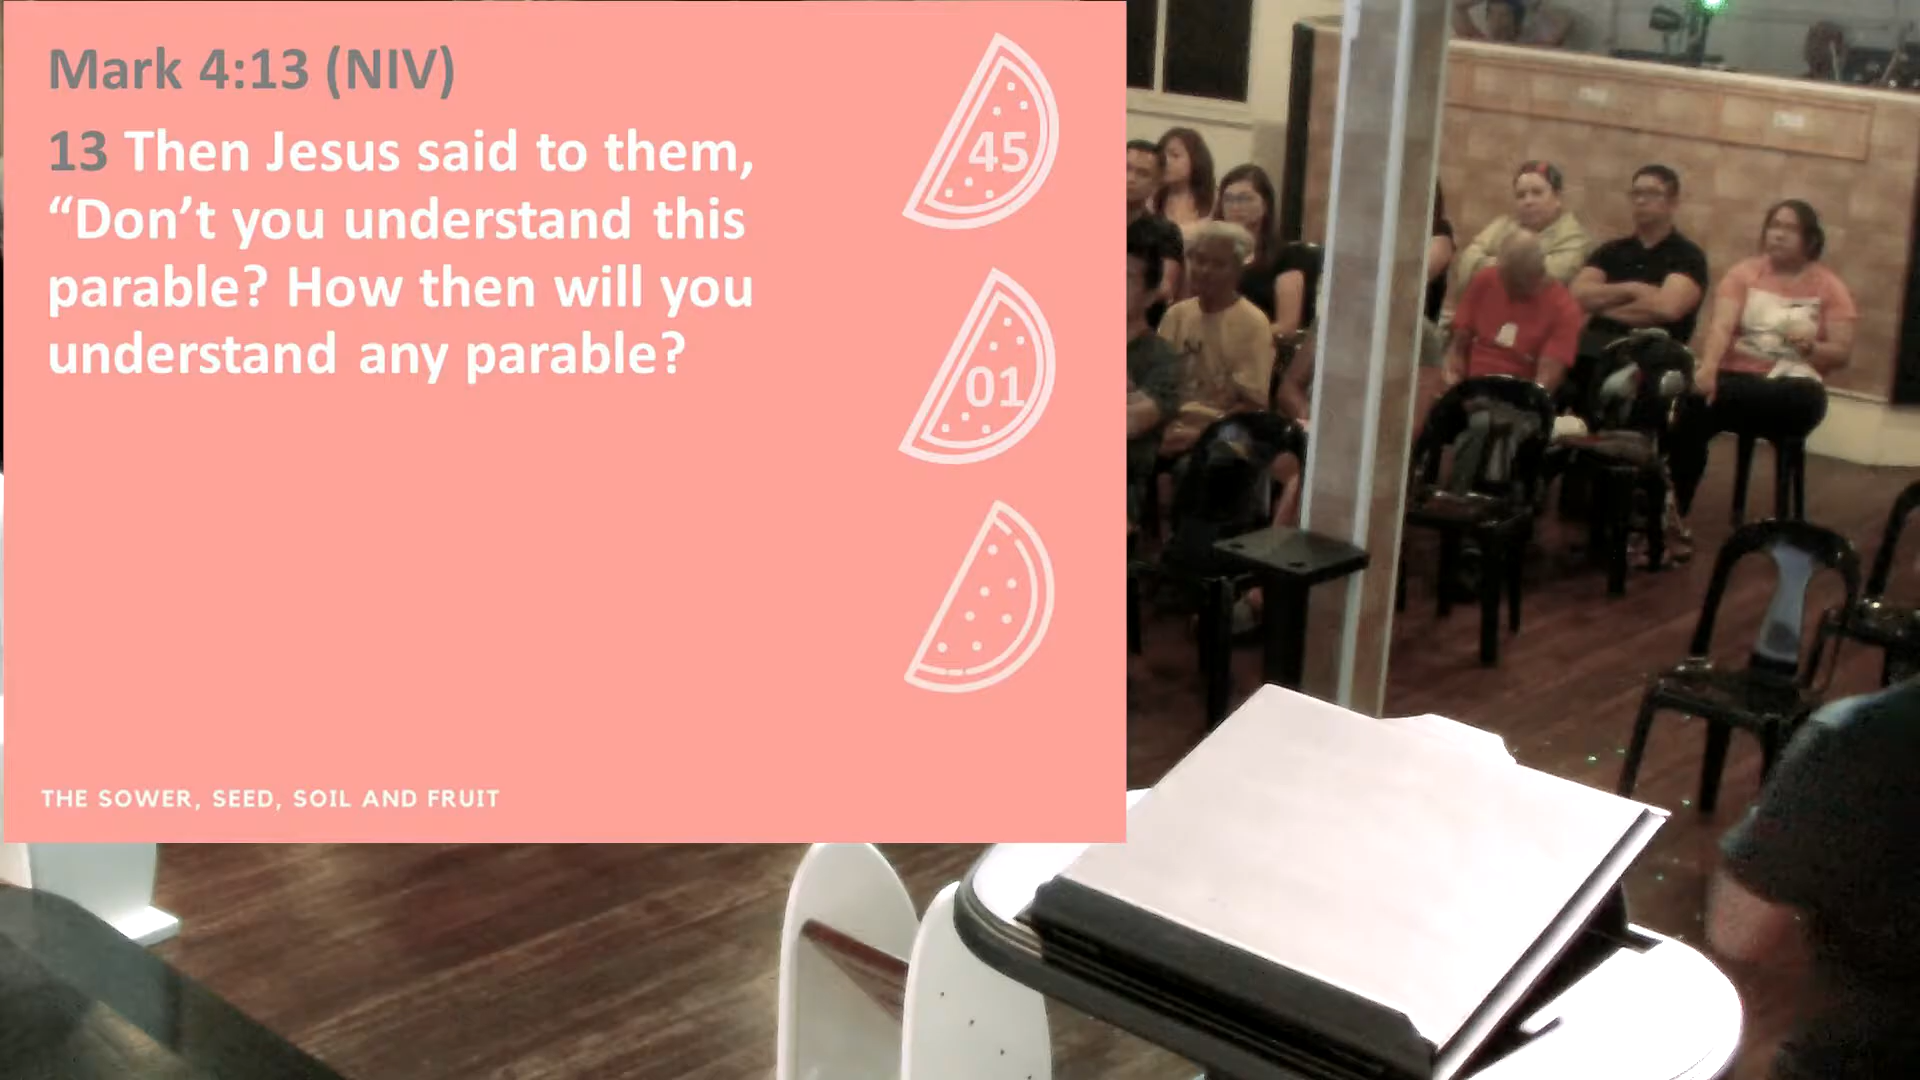 Mark 4:13 (NIV)
13 Then Jesus said to them,
“Don’t you understand this
parable? How then will you
understand any parable?
45
01
THE SOWER, SEED, SOIL AND FRUIT